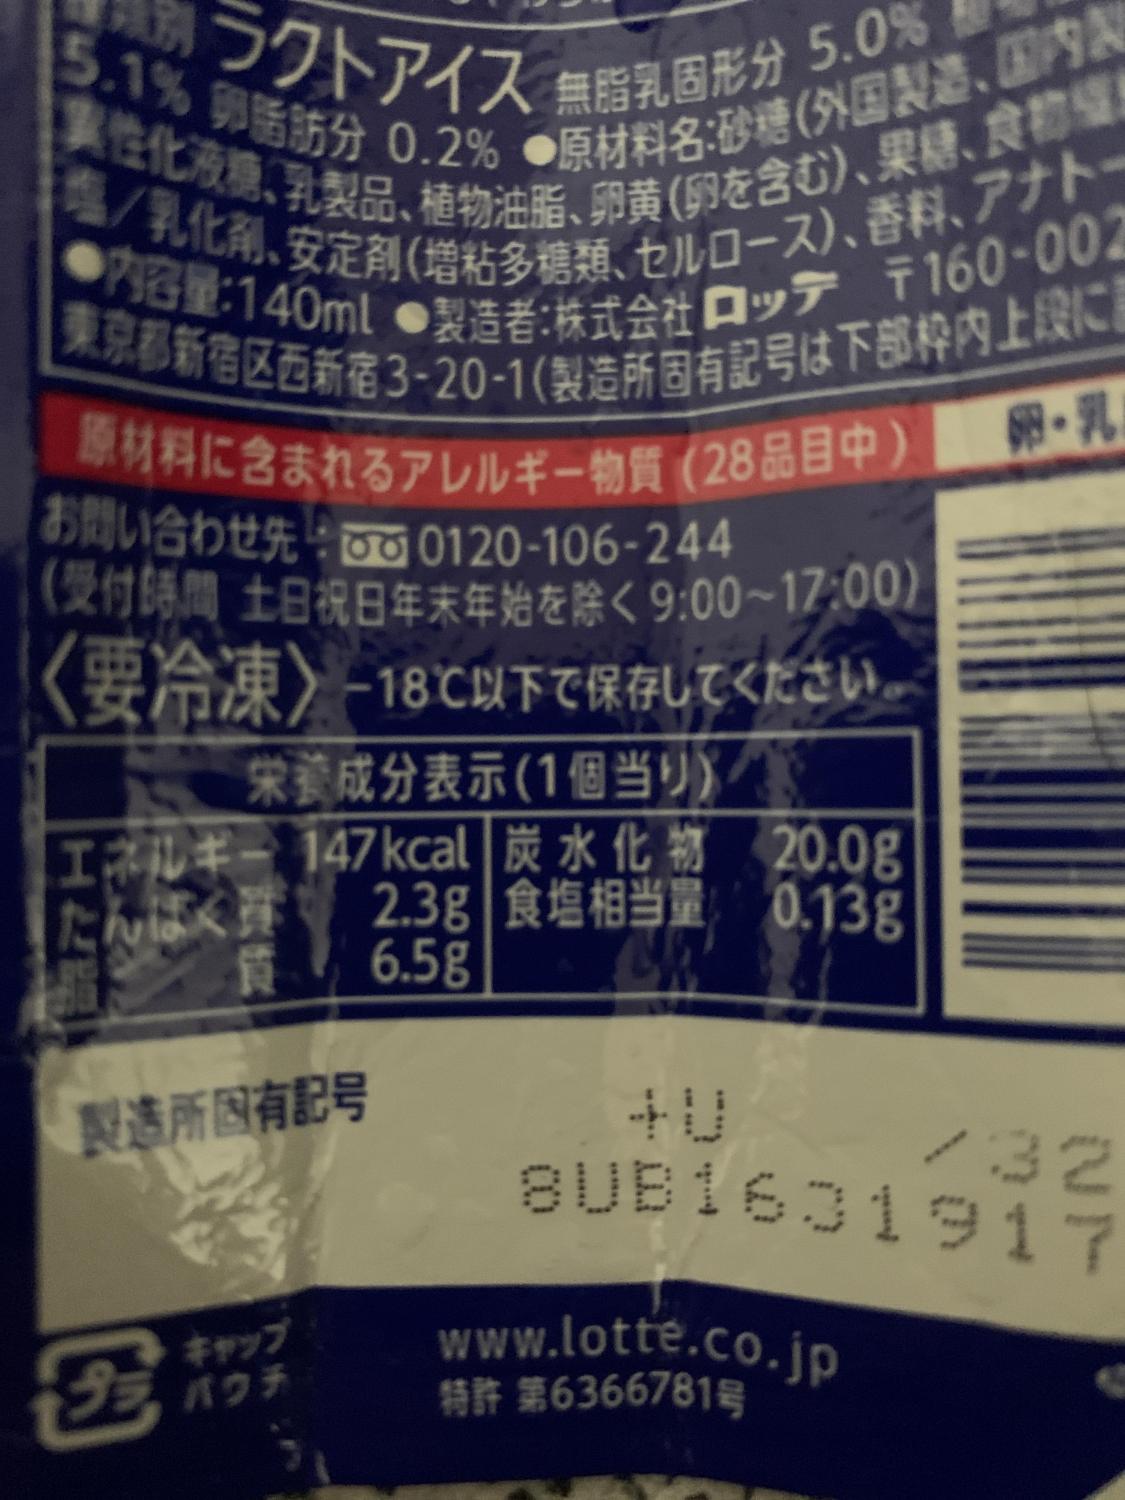 種類別 ラクトアイス 無脂乳固形分 5.0% 植物
5.1% 卵脂肪分 0.2% ●原材料名:砂糖(外国製造、国内製
異性化液糖、乳製品、植物油脂、卵黄(卵を含む)、果糖、食物繊
塩/乳化剤、安定剤(増粘多糖類、セルロース)、香料、アナトー
●内容量:140ml ●製造者:株式会社ロッテ 〒160-002
東京都新宿区西新宿3-20-1(製造所固有記号は下部枠内上段に
原材料に含まれるアレルギー物質(28品目中) 卵・乳
お問い合わせ先: 0120-106-244
(受付時間 土日祝日年末年始を除く9:00~17:00)
〈要冷凍〉 -18℃以下で保存してください。
栄養成分表示(1個当り)
エネルギー 147kcal 炭水化物 20.0g
たんぱく質 2.3g 食塩相当量 0.13g
脂質 6.5g
製造所固有記号
+U /32
8UB1631917
プラ キャップ
パウチ
www.lotte.co.jp
特許 第6366781号